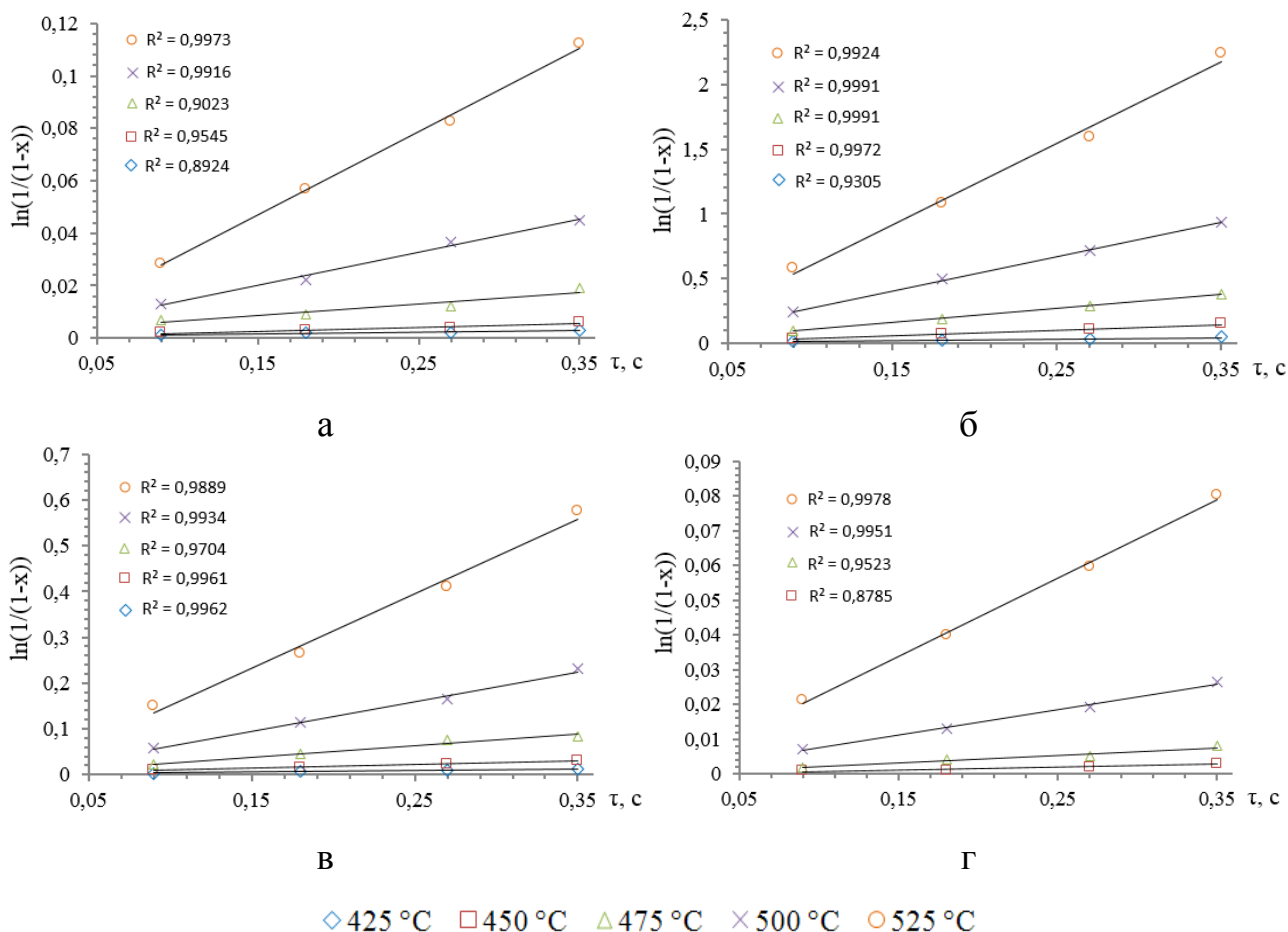 0,12
0,1
0,08
0,06
0,04
0,02
0
ln(1/(1-x))
R² = 0,9973
R² = 0,9916
R² = 0,9023
R² = 0,9545
R² = 0,8924
0,05 0,15 0,25 0,35 τ, с
а
2,5
2
1,5
1
0,5
0
ln(1/(1-x))
R² = 0,9924
R² = 0,9991
R² = 0,9991
R² = 0,9972
R² = 0,9305
0,05 0,15 0,25 0,35 τ, с
б
0,7
0,6
0,5
0,4
0,3
0,2
0,1
0
ln(1/(1-x))
R² = 0,9889
R² = 0,9934
R² = 0,9704
R² = 0,9961
R² = 0,9962
0,05 0,15 0,25 0,35 τ, с
в
0,09
0,08
0,07
0,06
0,05
0,04
0,03
0,02
0,01
0
ln(1/(1-x))
R² = 0,9978
R² = 0,9951
R² = 0,9523
R² = 0,8785
0,05 0,15 0,25 0,35 τ, с
г
425 °C 450 °C 475 °C 500 °C 525 °C